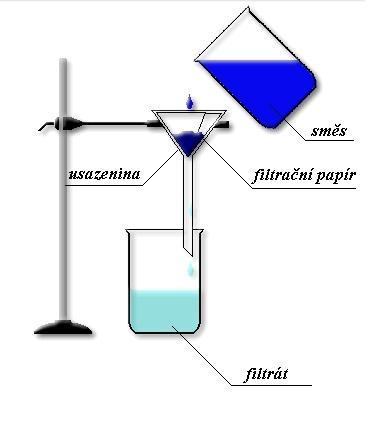 směs
usazenina
filtrační papír
filtrát